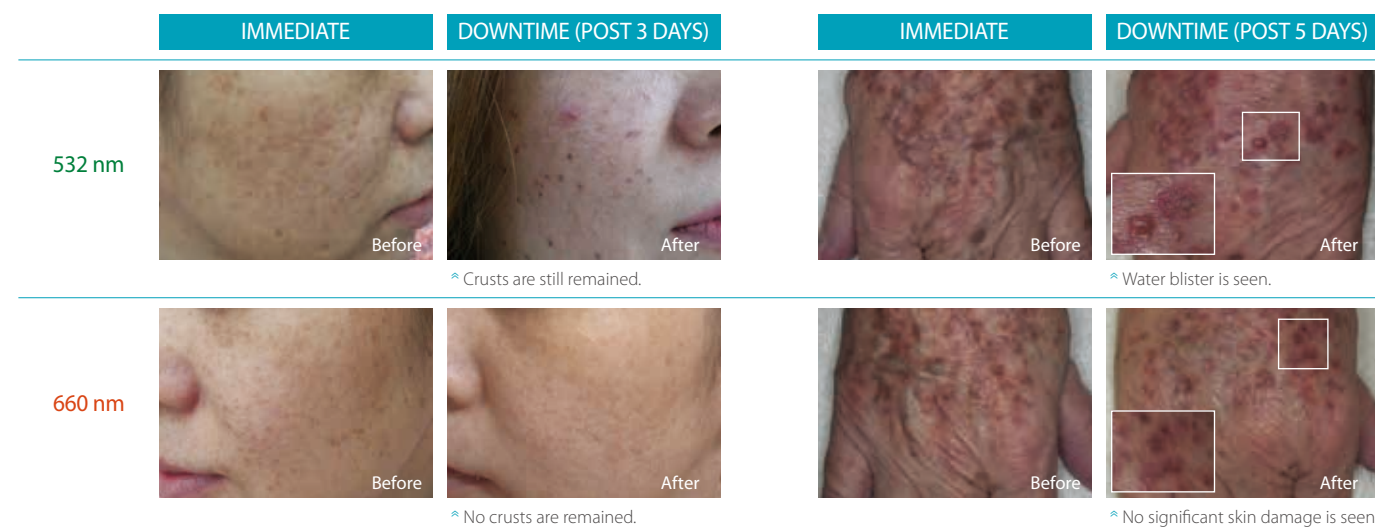 IMMEDIATE DOWNTIME (POST 3 DAYS) IMMEDIATE DOWNTIME (POST 5 DAYS)
532 nm
Before After Before After
Crusts are still remained. Water blister is seen.
660 nm
Before After Before After
No crusts are remained. No significant skin damage is seen